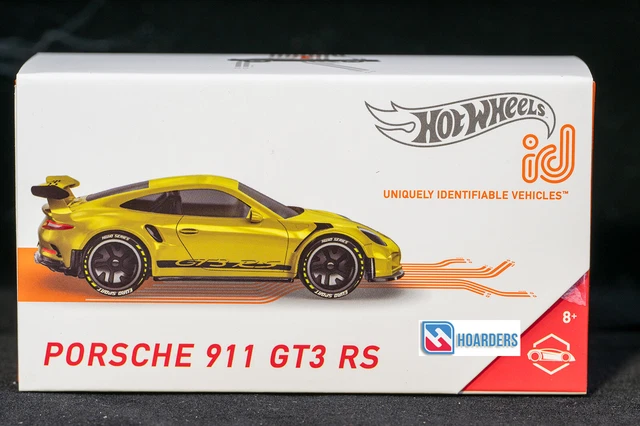 HOT WHEELS
id
UNIQUELY IDENTIFIABLE VEHICLES™
GT3 RS
PORSCHE 911 GT3 RS
HOARDERS
8+